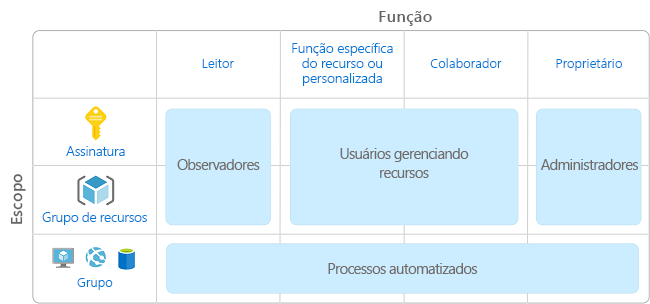 Função
Leitor
Função específica
do recurso ou
personalizada
Colaborador
Proprietário
Escopo
Assinatura
Grupo de recursos
Observadores
Usuários gerenciando
recursos
Administradores
Grupo
Processos automatizados